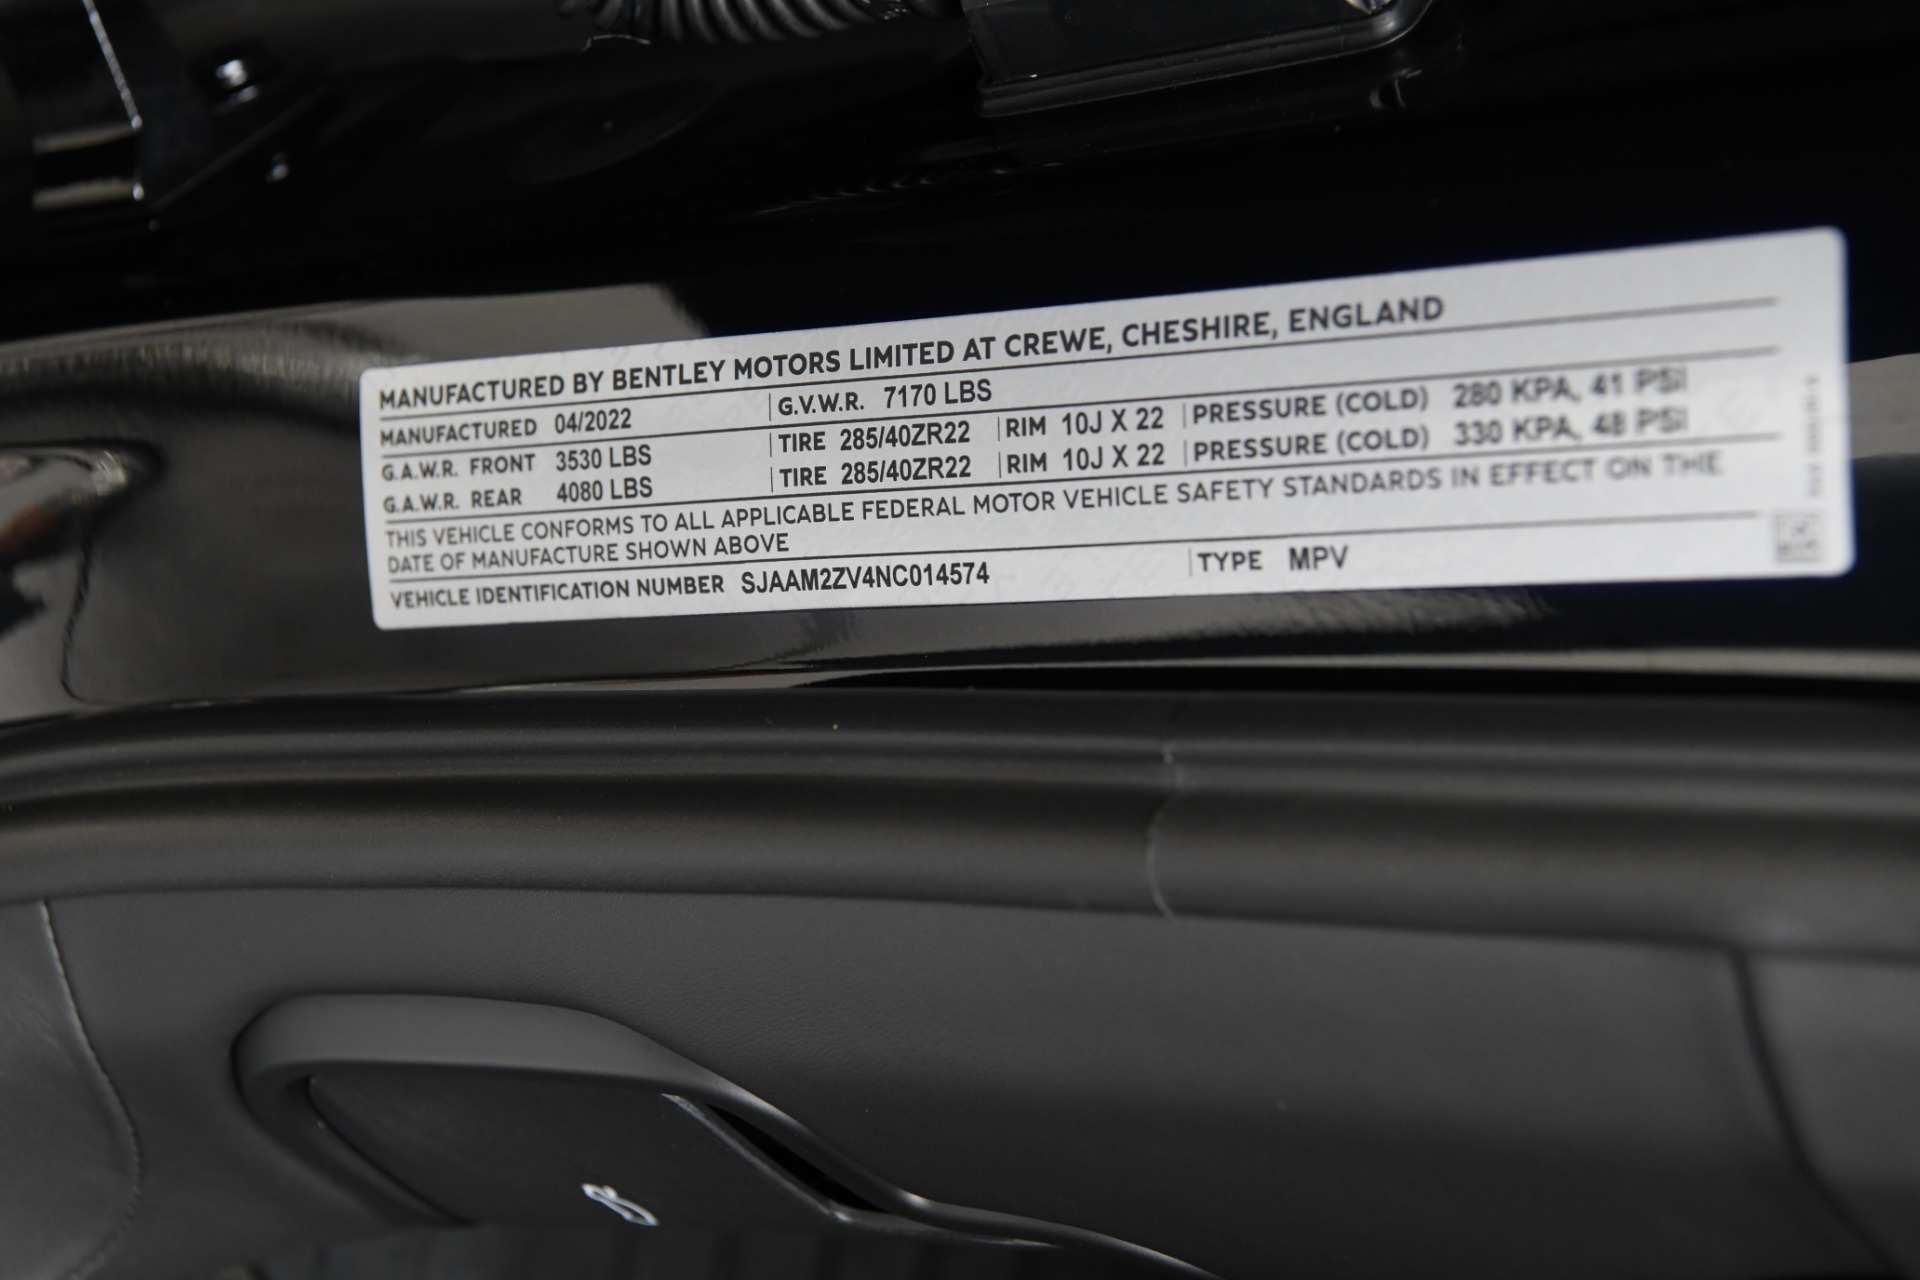 MANUFACTURED BY BENTLEY MOTORS LIMITED AT CREWE, CHESHIRE, ENGLAND
MANUFACTURED 04/2022 G.V.W.R. 7170 LBS
G.A.W.R. FRONT 3530 LBS TIRE 285/40ZR22 RIM 10J X 22 PRESSURE (COLD) 280 KPA, 41 PSI
G.A.W.R. REAR 4080 LBS TIRE 285/40ZR22 RIM 10J X 22 PRESSURE (COLD) 330 KPA, 48 PSI
THIS VEHICLE CONFORMS TO ALL APPLICABLE FEDERAL MOTOR VEHICLE SAFETY STANDARDS IN EFFECT ON THE
DATE OF MANUFACTURE SHOWN ABOVE
VEHICLE IDENTIFICATION NUMBER SJAAM2ZV4NC014574 TYPE MPV